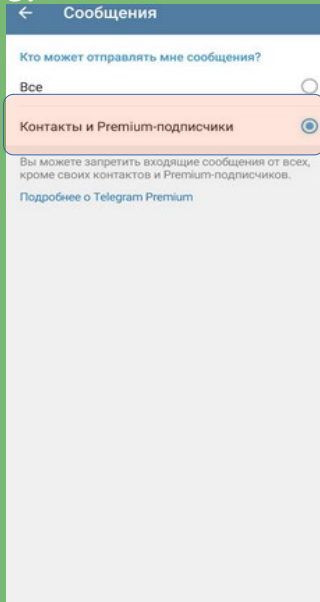 Сообщения
Кто может отправлять мне сообщения?
Все
Контакты и Premium-подписчики
Вы можете запретить входящие сообщения от всех,
кроме своих контактов и Premium-подписчиков.
Подробнее о Telegram Premium